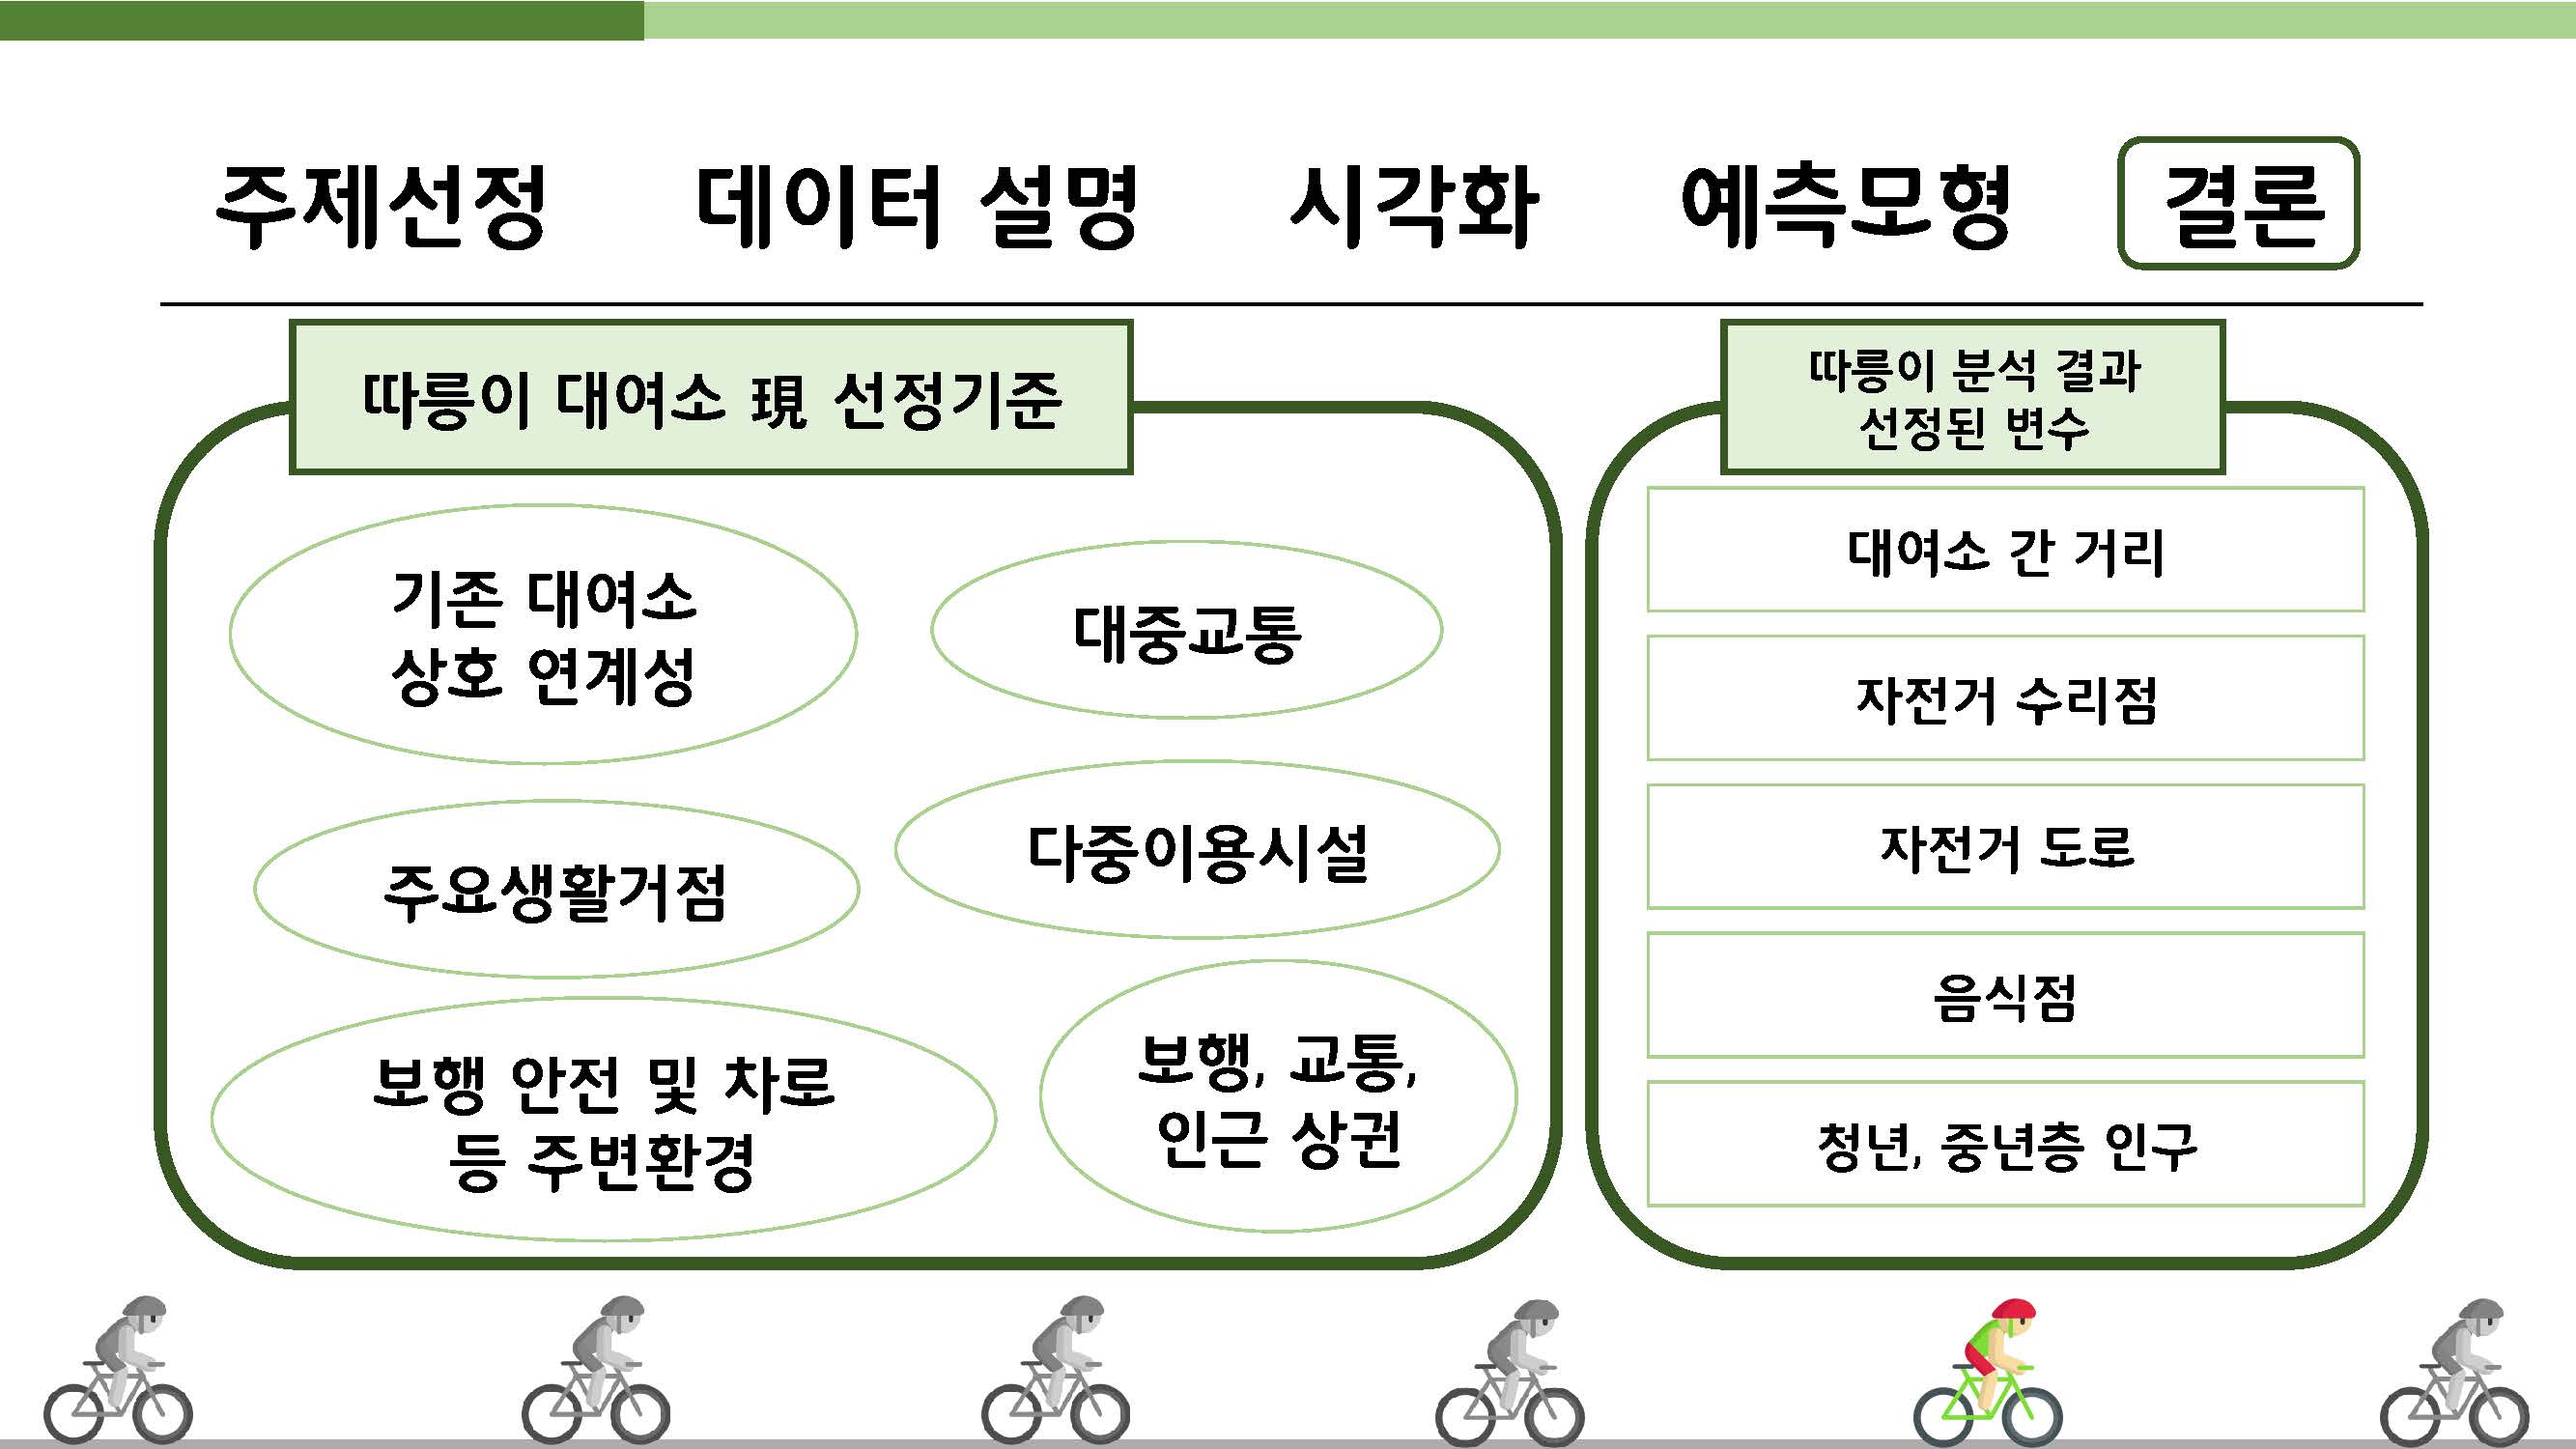 주제선정 데이터 설명 시각화 예측모형 결론
따릉이 대여소 現 선정기준
기존 대여소
상호 연계성
대중교통
주요생활거점
다중이용시설
보행 안전 및 차로
등 주변환경
보행, 교통,
인근 상권
따릉이 분석 결과
선정된 변수
대여소 간 거리
자전거 수리점
자전거 도로
음식점
청년, 중년층 인구